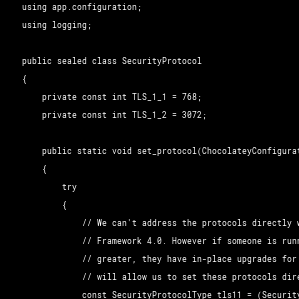 using app.configuration;
using logging;
public sealed class SecurityProtocol
{
private const int TLS_1_1 = 768;
private const int TLS_1_2 = 3072;
public static void set_protocol(ChocolateyConfigurat
{
try
{
// We can't address the protocols directly w
// Framework 4.0. However if someone is runn
// greater, they have in-place upgrades for
// will allow us to set these protocols dire
const SecurityProtocolType tls11 = (Security